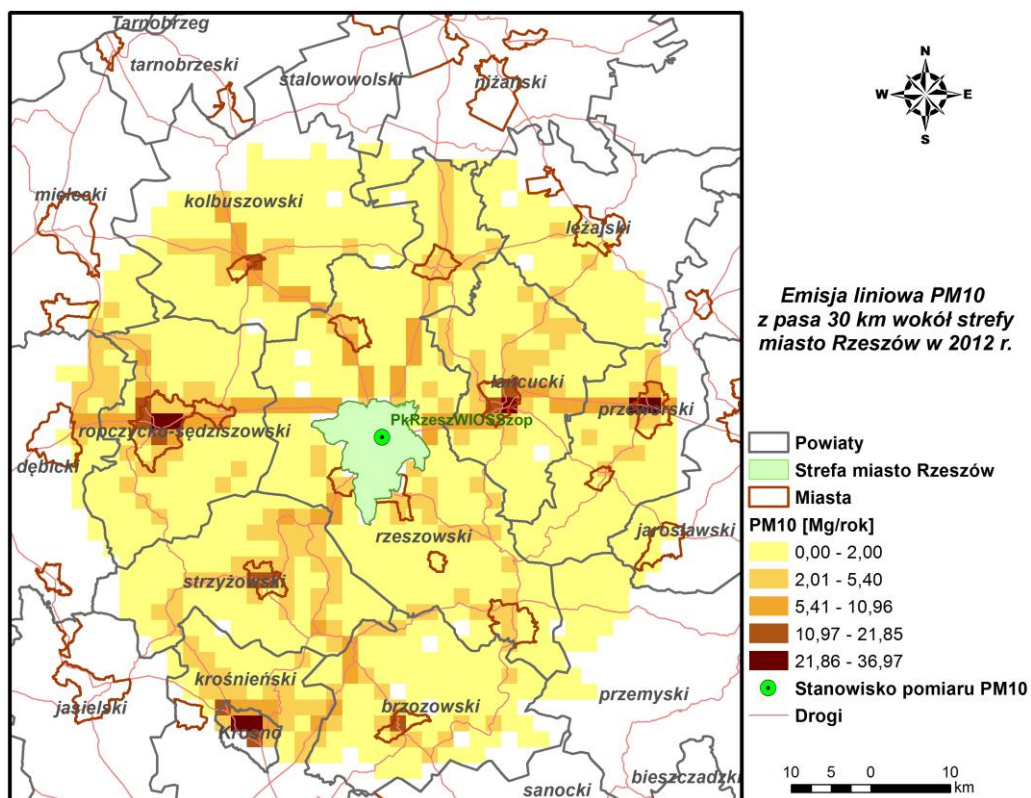 Tarnobrzeg
tarnobrzeski
stalowowolski
niżański
mielecki
kolbuszowski
leżajski
łańcucki
przeworski
PkRzeszWIOSSzop
ropczycko-sędziszowski
dębicki
rzeszowski
jarosławski
strzyżowski
krośnieński
jasielski
Krosno
brzozowski
przemyski
sanocki
bieszczadzki
N
W
E
S
Emisja liniowa PM10
z pasa 30 km wokół strefy
miasto Rzeszów w 2012 r.
Powiaty
Strefa miasto Rzeszów
Miasta
PM10 [Mg/rok]
0,00 - 2,00
2,01 - 5,40
5,41 - 10,96
10,97 - 21,85
21,86 - 36,97
Stanowisko pomiaru PM10
Drogi
10 5 0 10
km